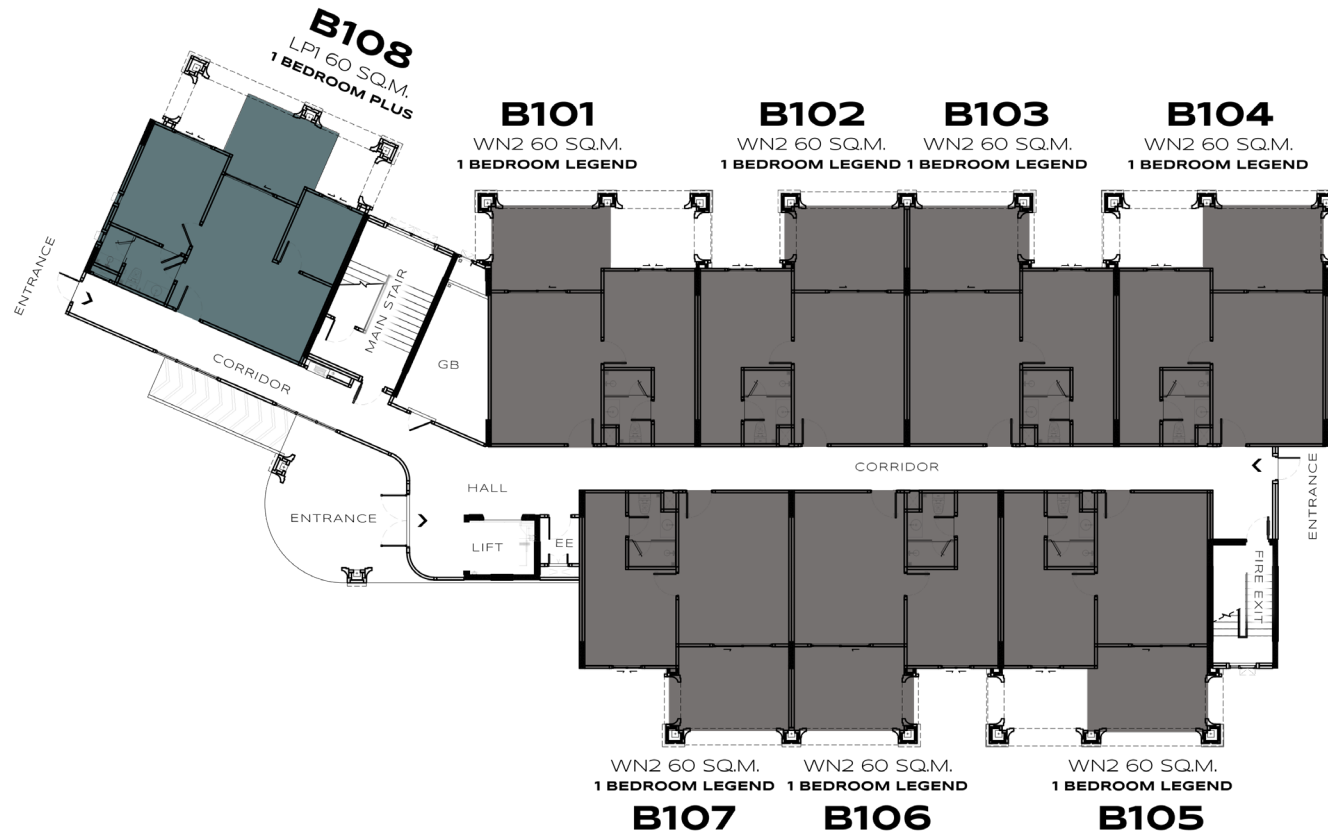 B108
LP1 60 SQ.M.
1 BEDROOM PLUS
B101
WN2 60 SQ.M.
1 BEDROOM LEGEND
B102
WN2 60 SQ.M.
1 BEDROOM LEGEND
B103
WN2 60 SQ.M.
1 BEDROOM LEGEND
B104
WN2 60 SQ.M.
1 BEDROOM LEGEND
ENTRANCE
MAIN STAIR
GB
CORRIDOR
CORRIDOR
HALL
ENTRANCE
LIFT
EE
ENTRANCE
FIRE EXIT
WN2 60 SQ.M.
1 BEDROOM LEGEND
B107
WN2 60 SQ.M.
1 BEDROOM LEGEND
B106
WN2 60 SQ.M.
1 BEDROOM LEGEND
B105